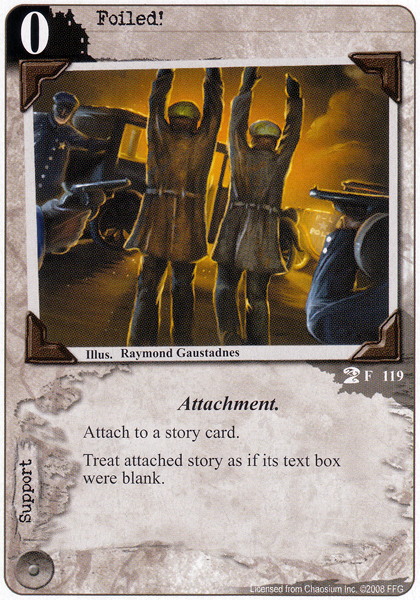 0
Foiled!
Illus. Raymond Gaustadnes
F 119
Attachment.
Attach to a story card.
Treat attached story as if its text box
were blank.
Support
Licensed from Chaosium Inc. ©2008 FFG